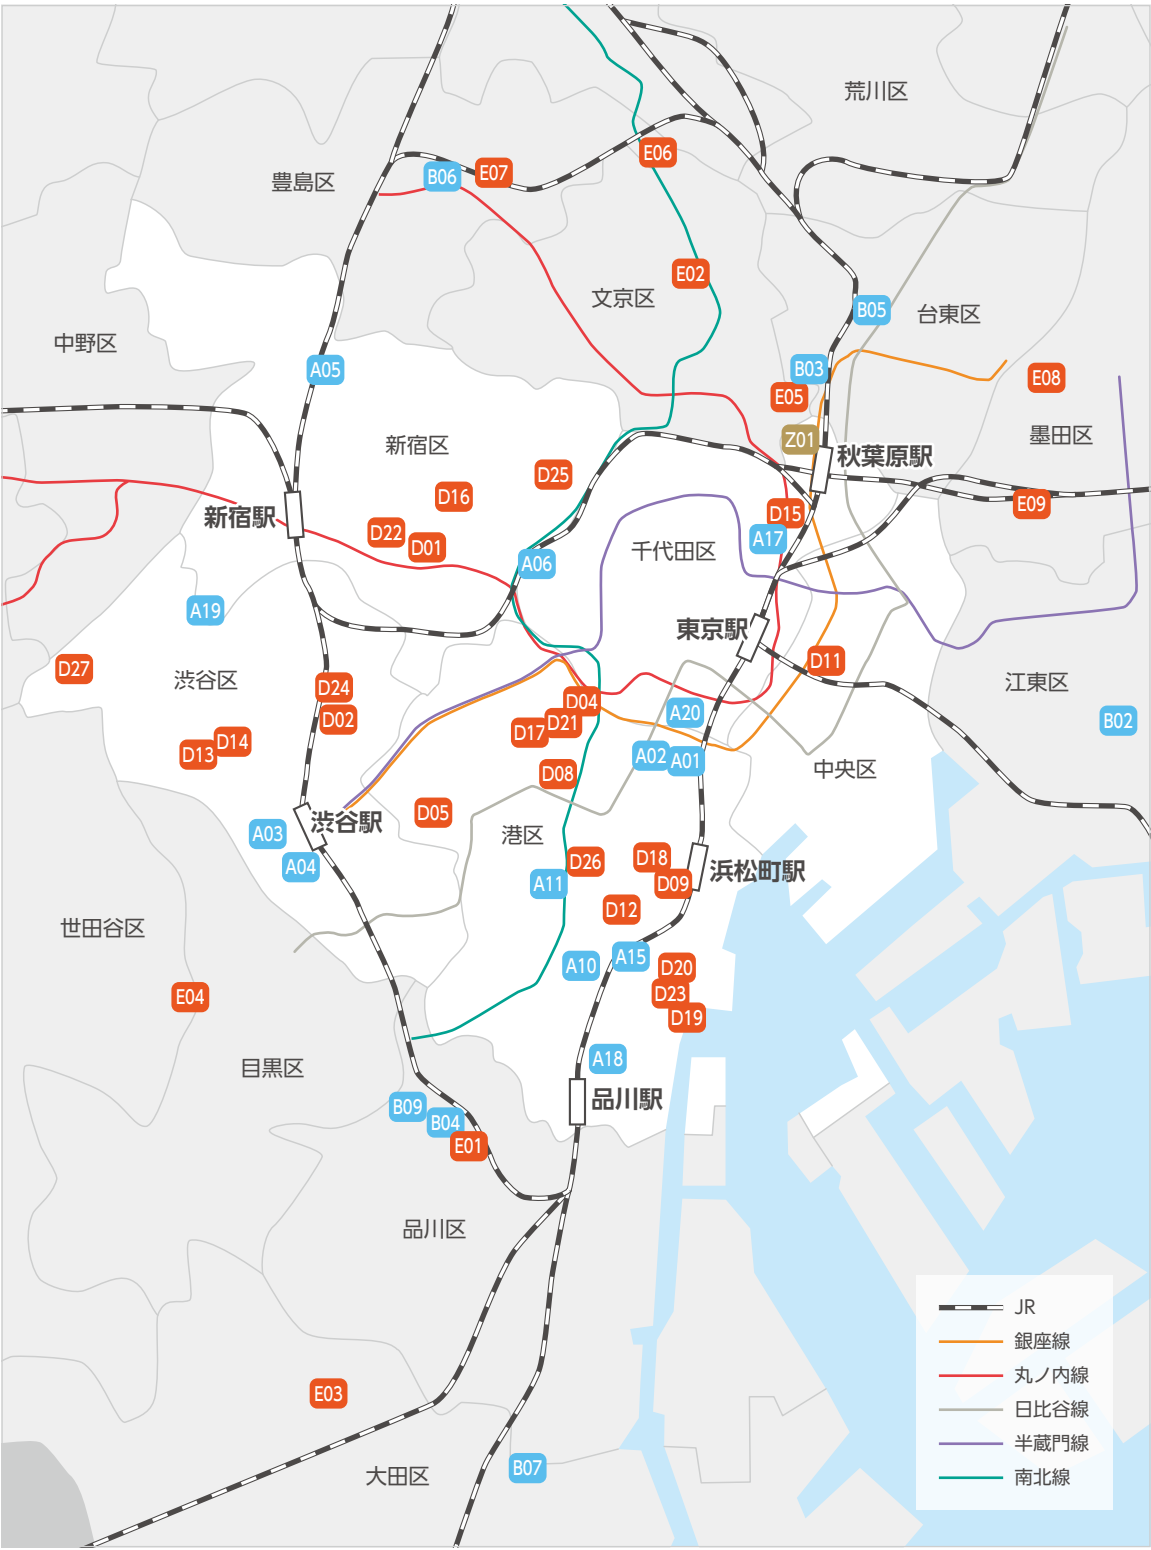 荒川区
E06
E07
B06
豊島区
E02
文京区
B05
台東区
中野区
A05
B03
E08
E05
墨田区
Z01
新宿区
秋葉原駅
D25
D16
E09
D15
新宿駅
D22
A17
D01
千代田区
A06
A19
東京駅
D11
D27
渋谷区
江東区
D24
D04
A20
D02
D21
B02
D17
D14
D13
A02
A01
中央区
D08
D05
渋谷駅
A03
港区
D18
D26
A04
浜松町駅
A11
D09
D12
世田谷区
A15
A10
D20
D23
E04
D19
A18
目黒区
品川駅
B09
B04
E01
品川区
JR
銀座線
丸ノ内線
E03
日比谷線
半蔵門線
B07
大田区
南北線